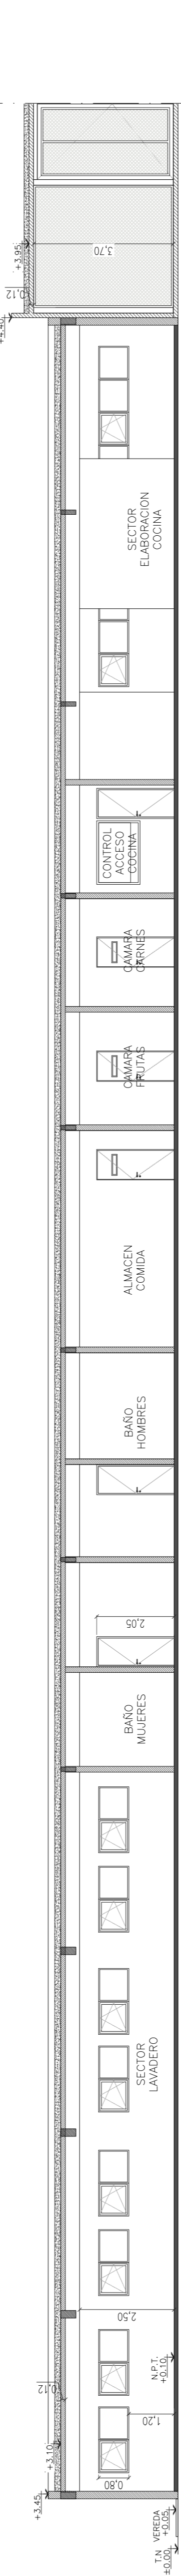 3,70
+3.95
0,12
+4.40
SECTOR
ELABORACION
COCINA
CONTROL
ACCESO
COCINA
CAMARA
CARNES
CAMARA
FRUTAS
ALMACEN
COMIDA
BAÑO
HOMBRES
2,05
BAÑO
MUJERES
SECTOR
LAVADERO
2,50
N.P.T.
+0.10
0,12
1,20
+3.10
0,80
+3.45
VEREDA
+0.05
T.N
+0.00